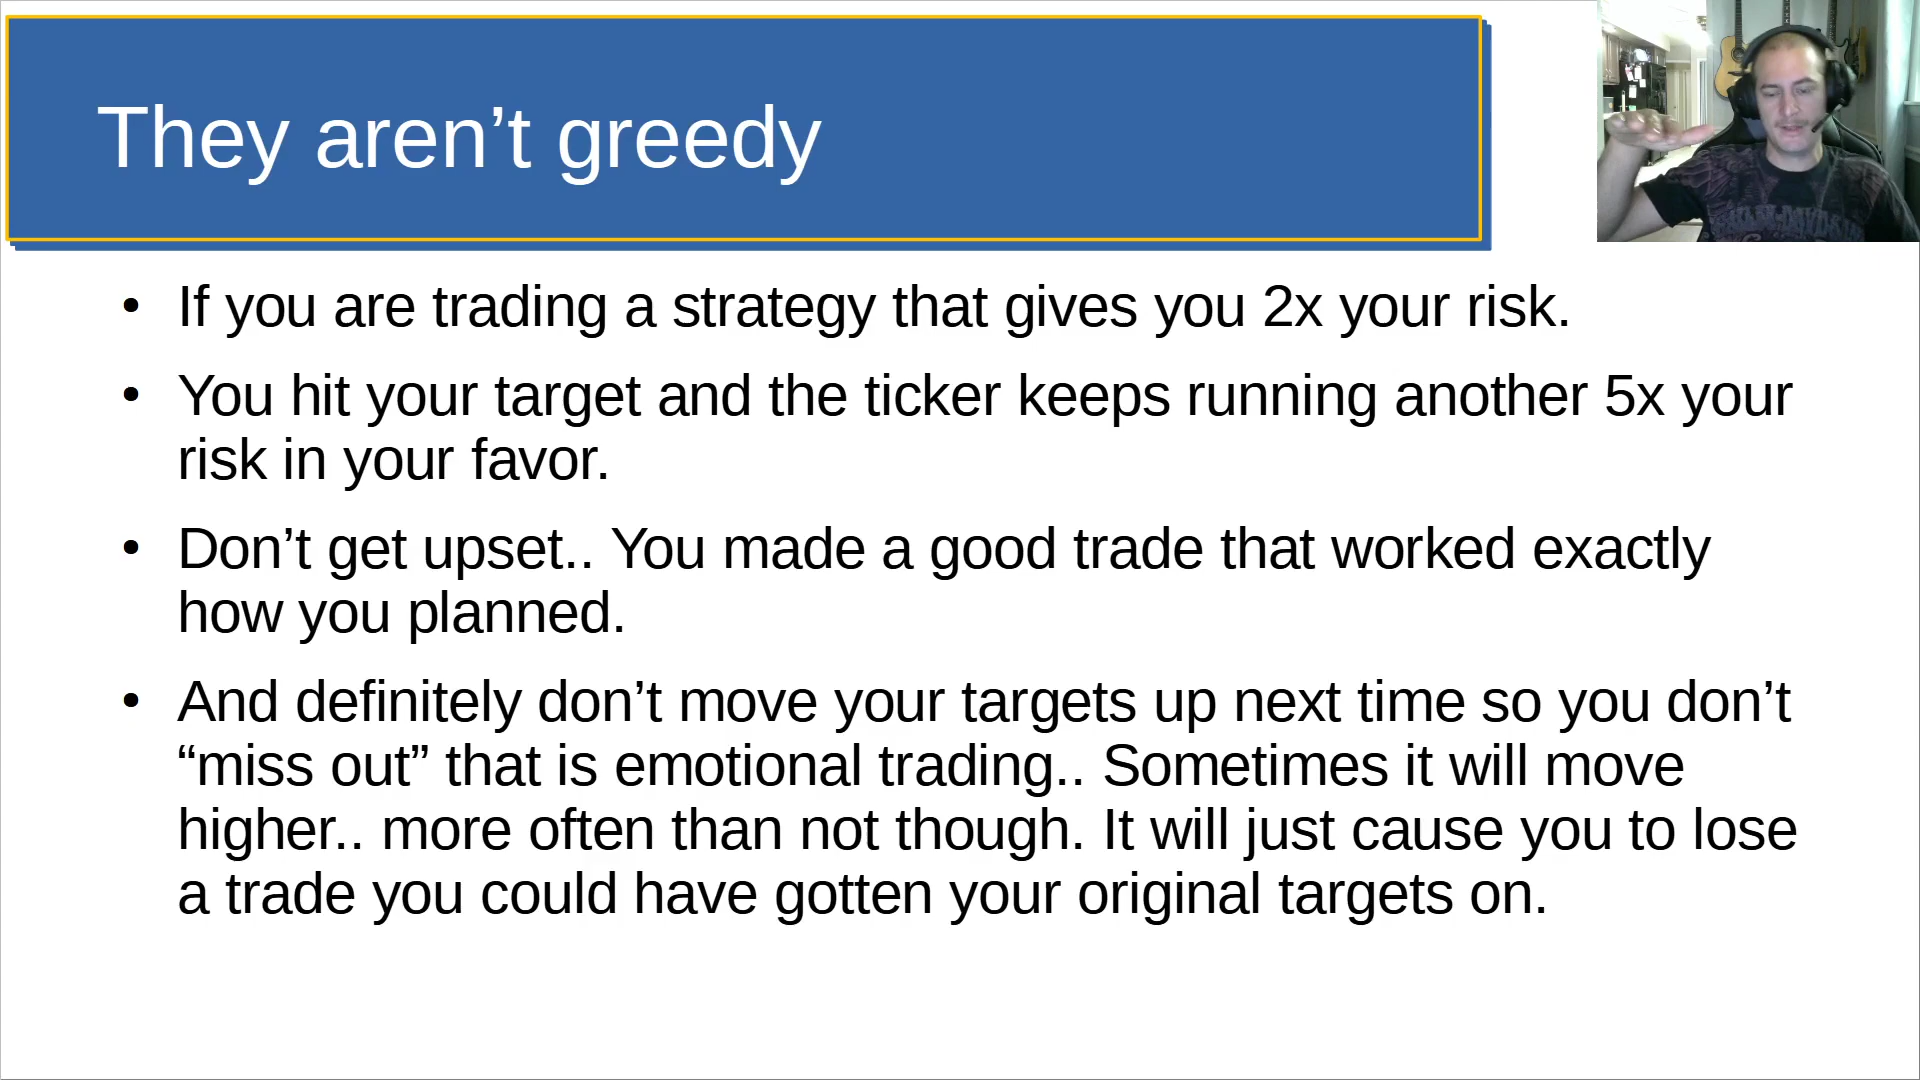 They aren’t greedy
• If you are trading a strategy that gives you 2x your risk.
• You hit your target and the ticker keeps running another 5x your
risk in your favor.
• Don’t get upset.. You made a good trade that worked exactly
how you planned.
• And definitely don’t move your targets up next time so you don’t
“miss out” that is emotional trading.. Sometimes it will move
higher.. more often than not though. It will just cause you to lose
a trade you could have gotten your original targets on.